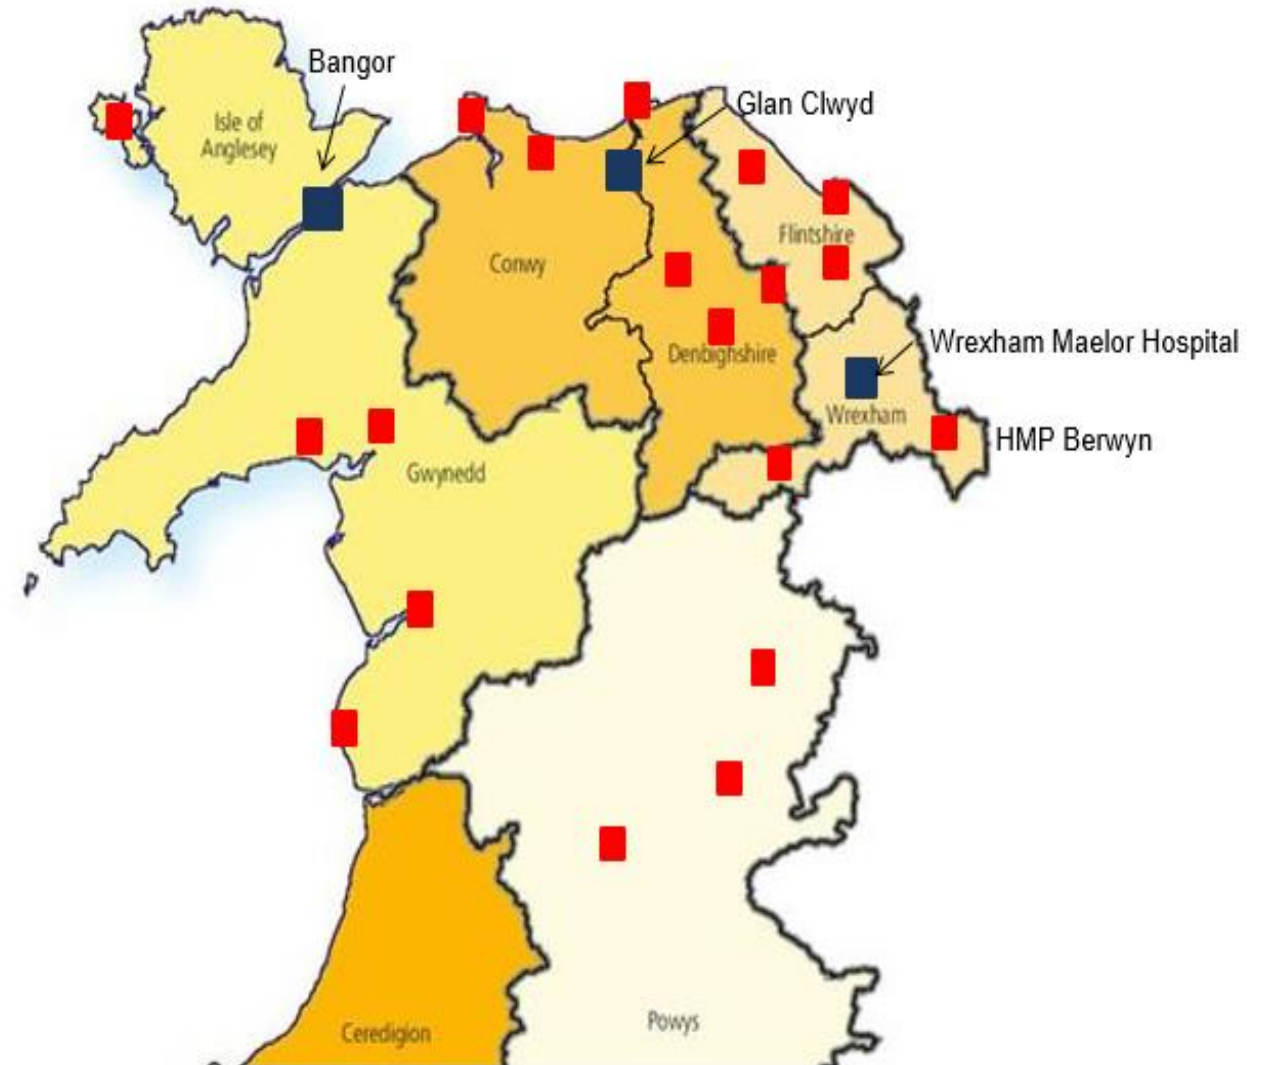 Bangor
Glan Clwyd
Isle of
Anglesey
Flintshire
Conwy
Wrexham Maelor Hospital
Denbighshire
Wrexham
HMP Berwyn
Gwynedd
Powys
Ceredigion